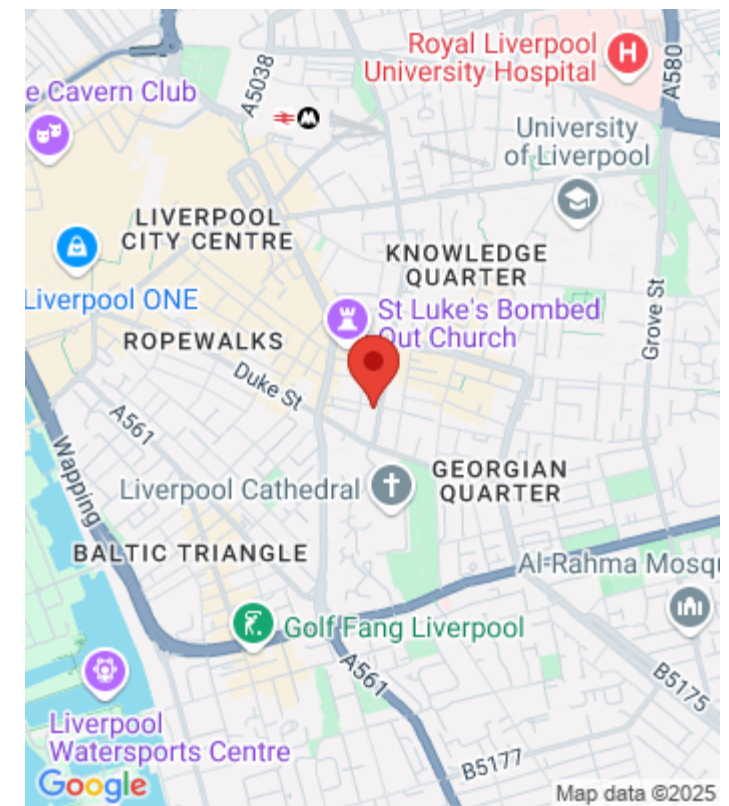 Royal Liverpool
University Hospital
H
A580
A5038
e Cavern Club
University
of Liverpool
LIVERPOOL
CITY CENTRE
KNOWLEDGE
QUARTER
Liverpool ONE
St Luke's Bombed
Out Church
Grove St
ROPEWALKS
Duke St
A561
Wapping
GEORGIAN
QUARTER
Liverpool Cathedral
BALTIC TRIANGLE
Al-Rahma Mosqu
Golf Fang Liverpool
A561
B5175
Liverpool
Watersports Centre
B5177
Google
Map data ©2025